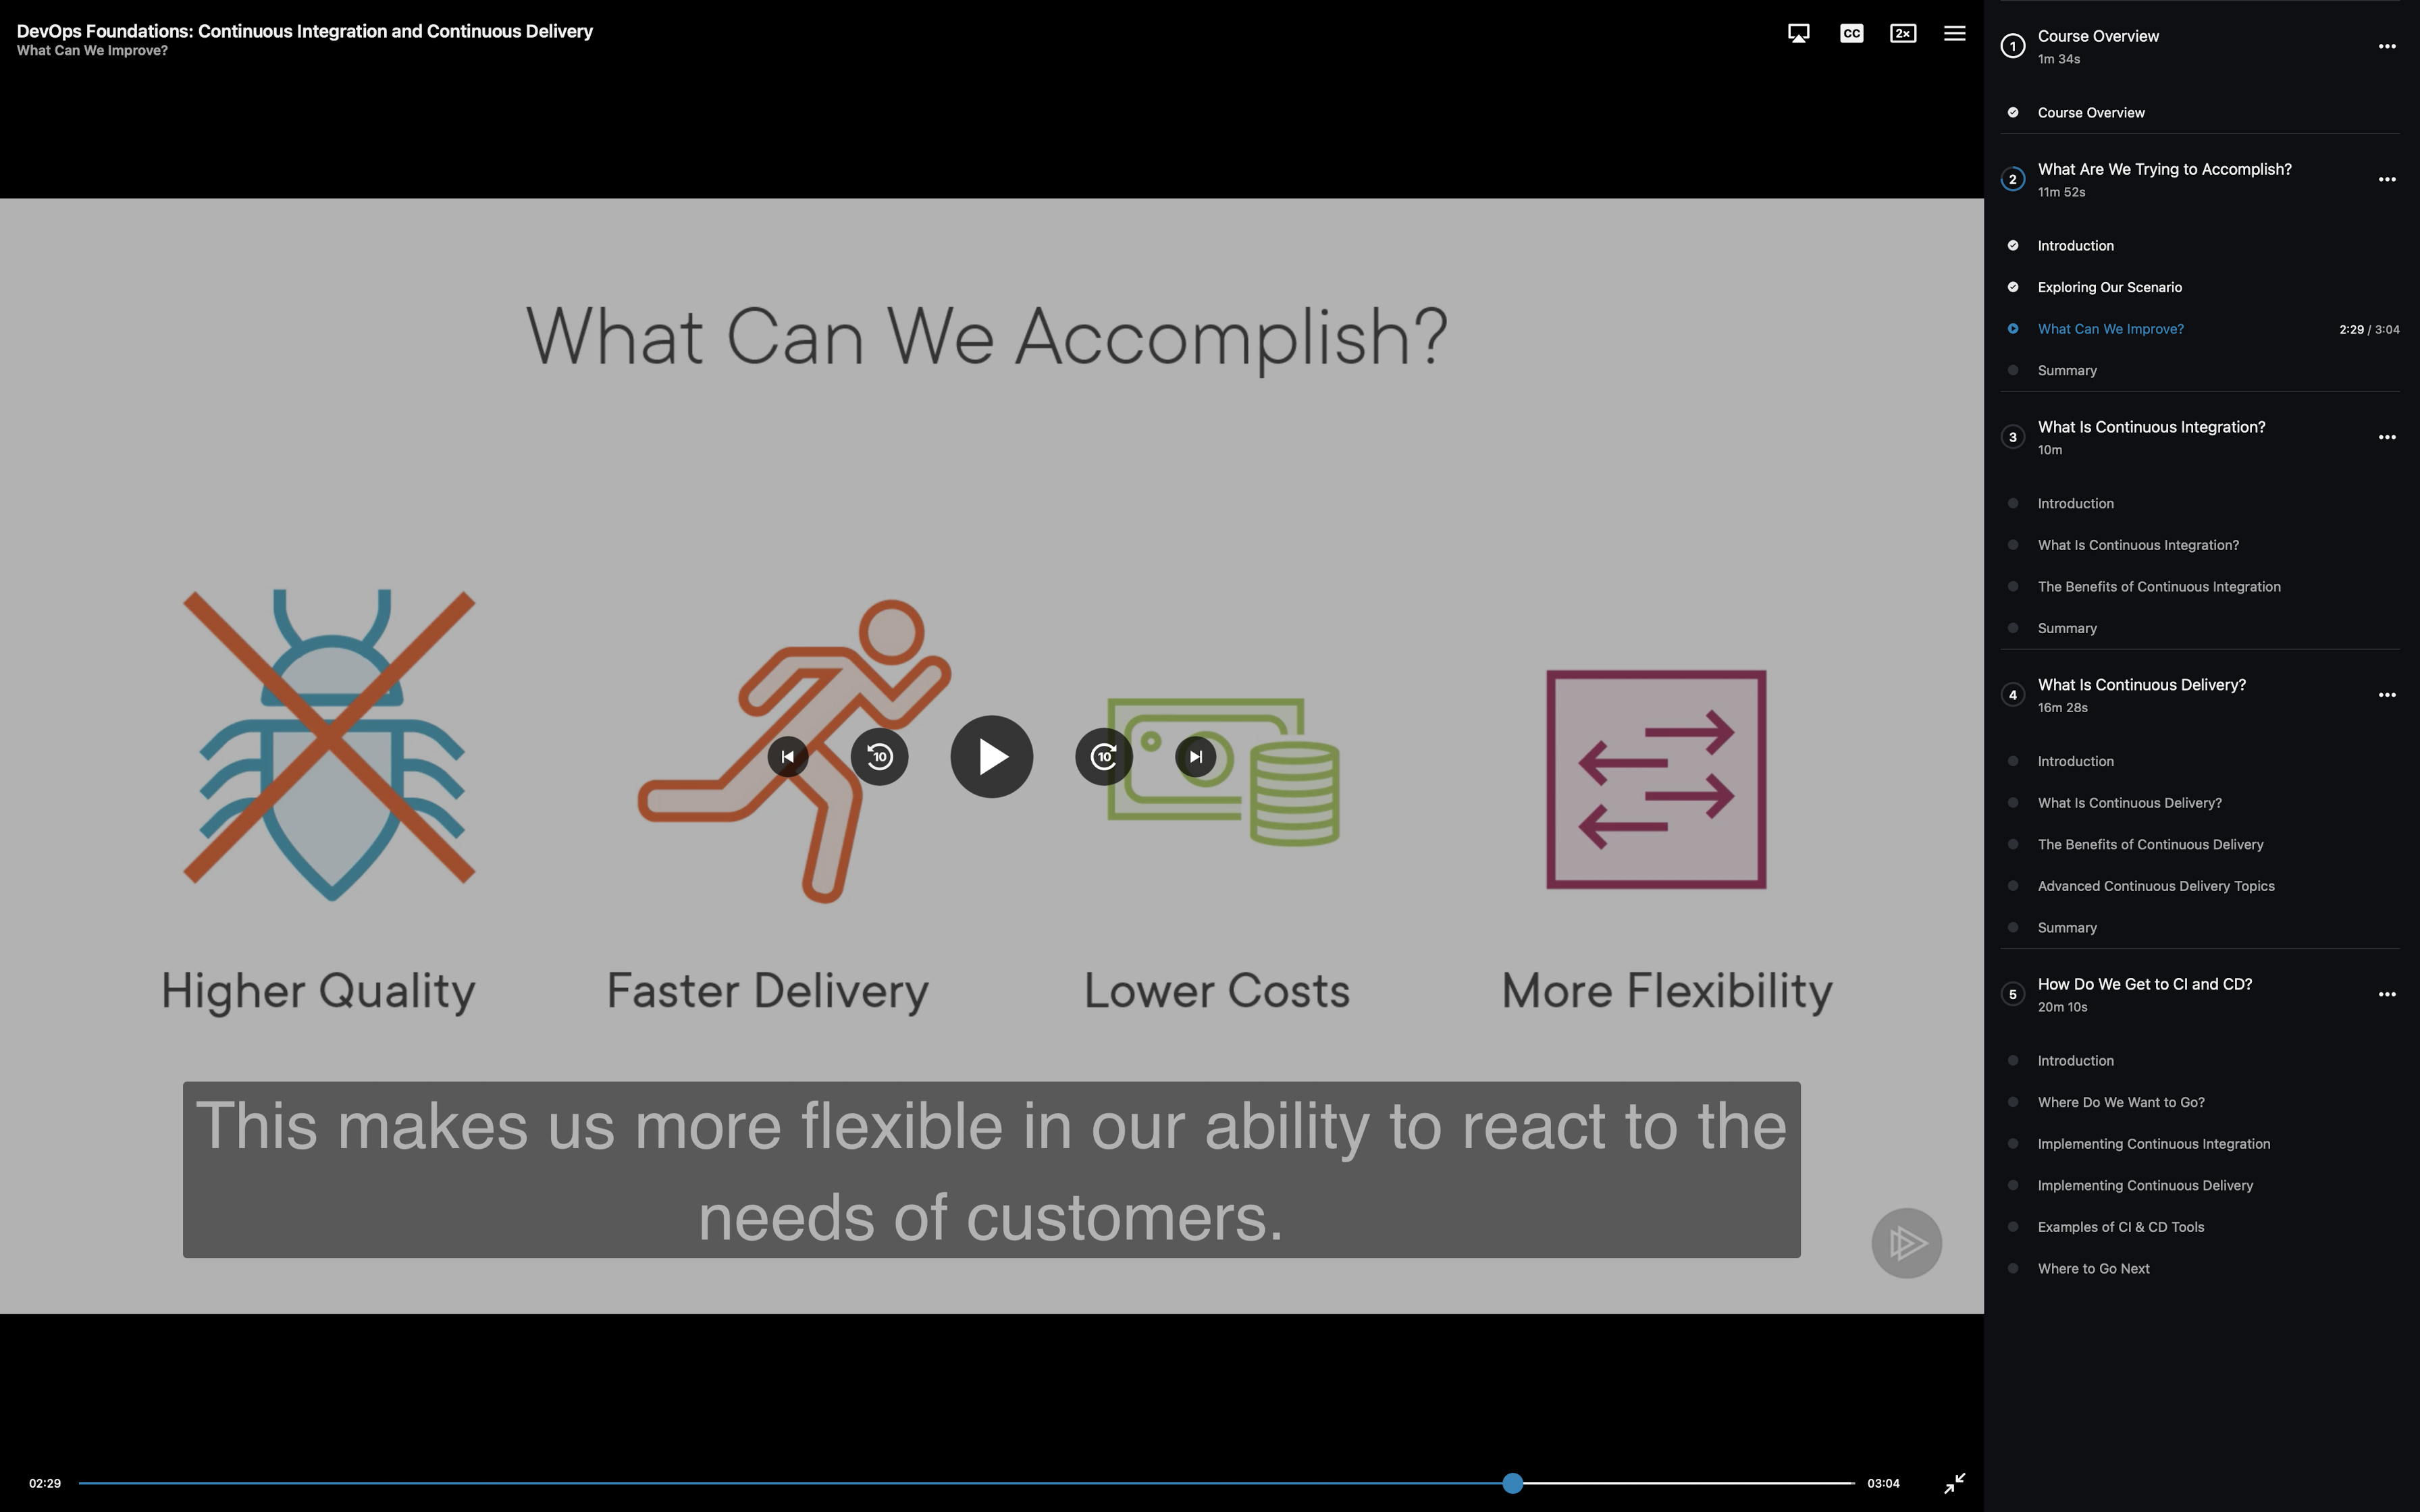 DevOps Foundations: Continuous Integration and Continuous Delivery
What Can We Improve?
CC
2×
What Can We Accomplish?
10
10
Higher Quality
Faster Delivery
Lower Costs
More Flexibility
This makes us more flexible in our ability to react to the
needs of customers.
02:29
03:04
1
Course Overview
1m 34s
Course Overview
2
What Are We Trying to Accomplish?
11m 52s
Introduction
Exploring Our Scenario
What Can We Improve? 2:29 / 3:04
Summary
3
What Is Continuous Integration?
10m
Introduction
What Is Continuous Integration?
The Benefits of Continuous Integration
Summary
4
What Is Continuous Delivery?
16m 28s
Introduction
What Is Continuous Delivery?
The Benefits of Continuous Delivery
Advanced Continuous Delivery Topics
Summary
5
How Do We Get to CI and CD?
20m 10s
Introduction
Where Do We Want to Go?
Implementing Continuous Integration
Implementing Continuous Delivery
Examples of CI & CD Tools
Where to Go Next